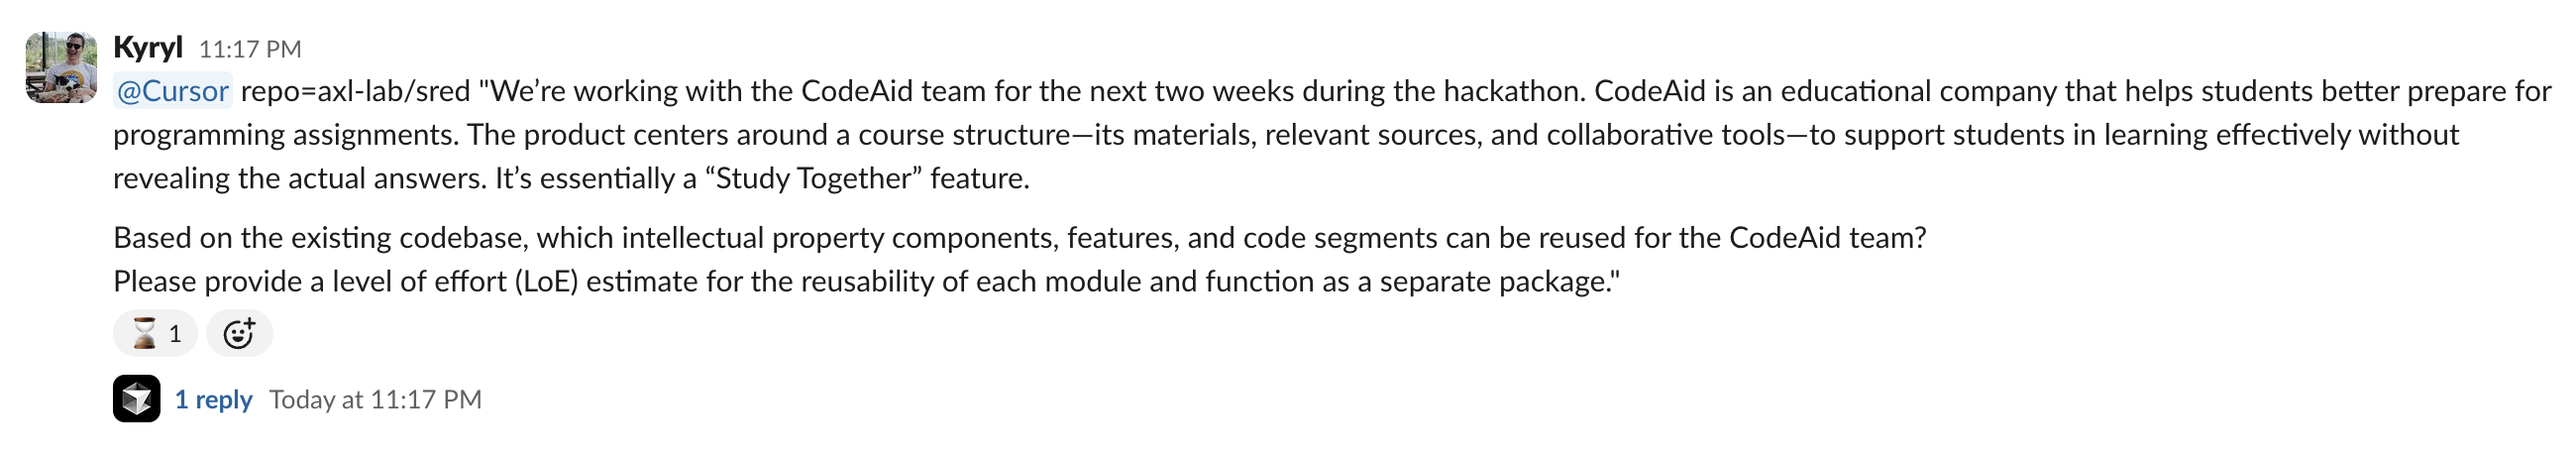 Kyryl 11:17 PM
@Cursor repo=axl-lab/sred "We’re working with the CodeAid team for the next two weeks during the hackathon. CodeAid is an educational company that helps students better prepare for
programming assignments. The product centers around a course structure—its materials, relevant sources, and collaborative tools—to support students in learning effectively without
revealing the actual answers. It’s essentially a “Study Together” feature.
Based on the existing codebase, which intellectual property components, features, and code segments can be reused for the CodeAid team?
Please provide a level of effort (LoE) estimate for the reusability of each module and function as a separate package."
1
1 reply Today at 11:17 PM